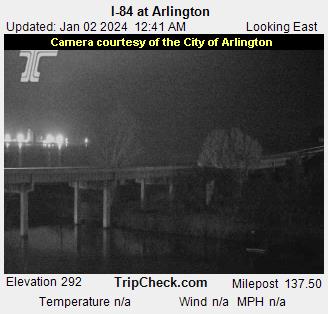 I-84 at Arlington
Updated: Jan 02 2024 12:41 AM Looking East
Camera courtesy of the City of Arlington
Elevation 292 TripCheck.com Milepost 137.50
Temperature n/a Wind n/a MPH n/a